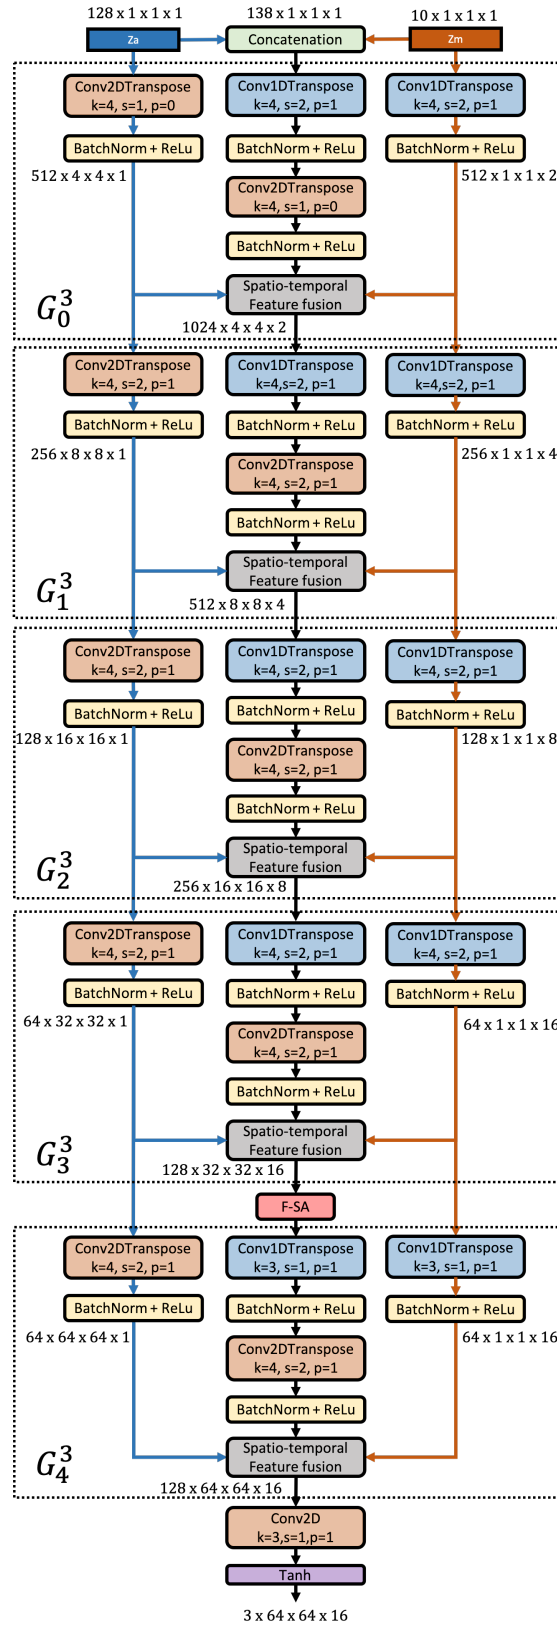 128 x 1 x 1 x 1
138 x 1 x 1 x 1
10 x 1 x 1 x 1
Za
Concatenation
Zm
Conv2DTranspose
k=4, s=1, p=0
Conv1DTranspose
k=4, s=2, p=1
Conv1DTranspose
k=4, s=2, p=1
BatchNorm + ReLu
BatchNorm + ReLu
BatchNorm + ReLu
512 x 4 x 4 x 1
512 x 1 x 1 x 2
Conv2DTranspose
k=4, s=1, p=0
BatchNorm + ReLu
Spatio-temporal
Feature fusion
G_0^3
1024 x 4 x 4 x 2
Conv2DTranspose
k=4, s=2, p=1
Conv1DTranspose
k=4,s=2, p=1
Conv1DTranspose
k=4, s=2, p=1
BatchNorm + ReLu
BatchNorm + ReLu
BatchNorm + ReLu
256 x 8 x 8 x 1
256 x 1 x 1 x 4
Conv2DTranspose
k=4, s=2, p=1
BatchNorm + ReLu
Spatio-temporal
Feature fusion
G_1^3
512 x 8 x 8 x 4
Conv2DTranspose
k=4, s=2, p=1
Conv1DTranspose
k=4, s=2, p=1
Conv1DTranspose
k=4, s=2, p=1
BatchNorm + ReLu
BatchNorm + ReLu
BatchNorm + ReLu
128 x 16 x 16 x 1
128 x 1 x 1 x 8
Conv2DTranspose
k=4, s=2, p=1
BatchNorm + ReLu
Spatio-temporal
Feature fusion
G_2^3
256 x 16 x 16 x 8
Conv2DTranspose
k=4, s=2, p=1
Conv1DTranspose
k=4, s=2, p=1
Conv1DTranspose
k=4, s=2, p=1
BatchNorm + ReLu
BatchNorm + ReLu
BatchNorm + ReLu
64 x 32 x 32 x 1
64 x 1 x 1 x 16
Conv2DTranspose
k=4, s=2, p=1
BatchNorm + ReLu
Spatio-temporal
Feature fusion
G_3^3
128 x 32 x 32 x 16
F-SA
Conv2DTranspose
k=4, s=2, p=1
Conv1DTranspose
k=3, s=1, p=1
Conv1DTranspose
k=3, s=1, p=1
BatchNorm + ReLu
BatchNorm + ReLu
BatchNorm + ReLu
64 x 64 x 64 x 1
64 x 1 x 1 x 16
Conv2DTranspose
k=4, s=2, p=1
BatchNorm + ReLu
Spatio-temporal
Feature fusion
G_4^3
128 x 64 x 64 x 16
Conv2D
k=3,s=1,p=1
Tanh
3 x 64 x 64 x 16